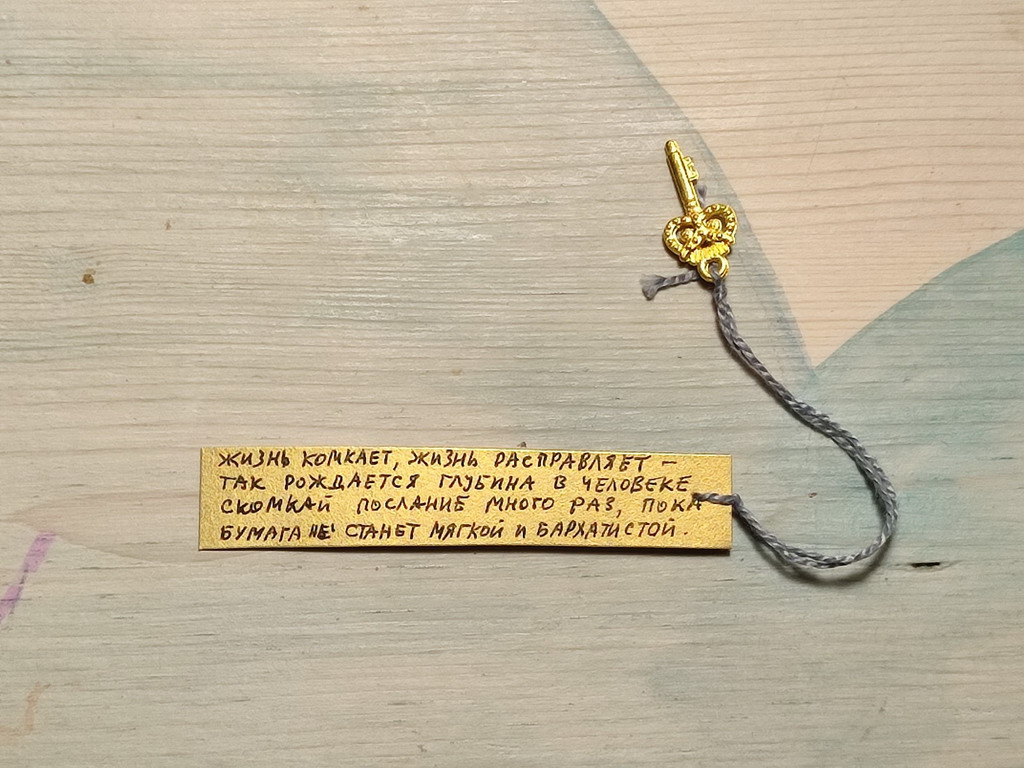 ЖИЗНЬ КОМКАЕТ, ЖИЗНЬ РАСПРАВЛЯЕТ –
ТАК РОЖДАЕТСЯ ГЛУБИНА В ЧЕЛОВЕКЕ
СКОМКАЙ ПОСЛАНИЕ МНОГО РАЗ, ПОКА
БУМАГА НЕ СТАНЕТ МЯГКОЙ И БАРХАТИСТОЙ.